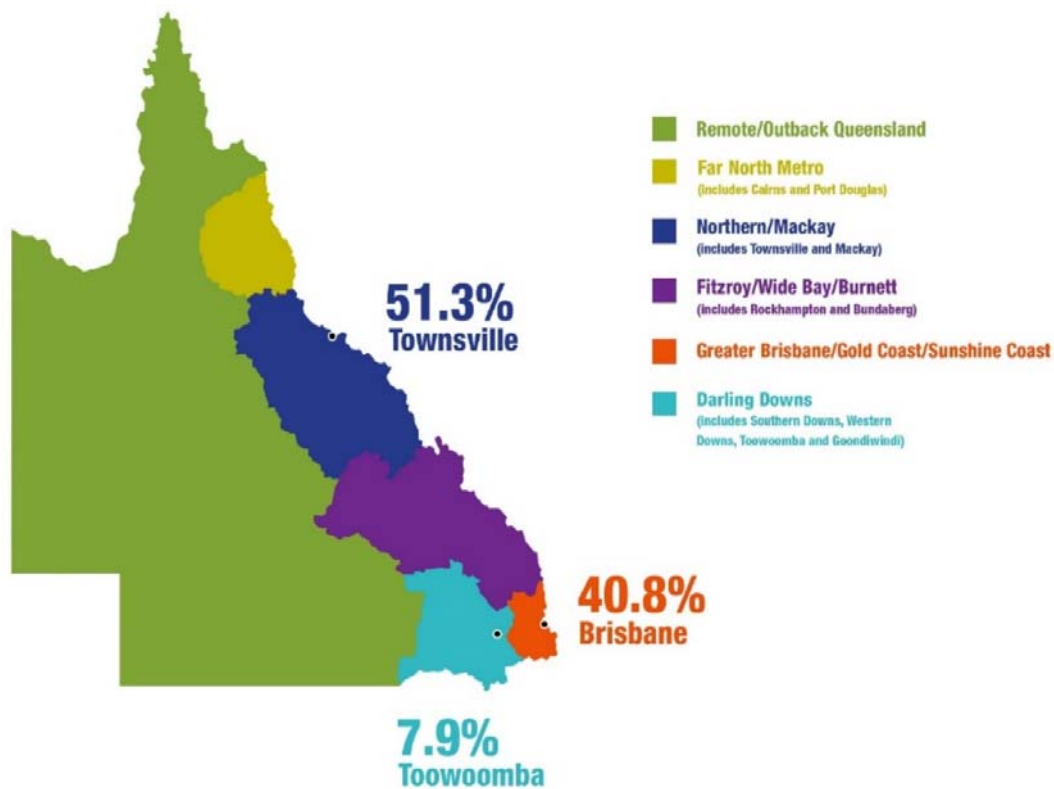 51.3%
Townsville
40.8%
Brisbane
7.9%
Toowoomba
Remote/Outback Queensland
Far North Metro
(includes Cairns and Port Douglas)
Northern/Mackay
(includes Townsville and Mackay)
Fitzroy/Wide Bay/Burnett
(includes Rockhampton and Bundaberg)
Greater Brisbane/Gold Coast/Sunshine Coast
Darling Downs
(includes Southern Downs, Western
Downs, Toowoomba and Goondiwindi)